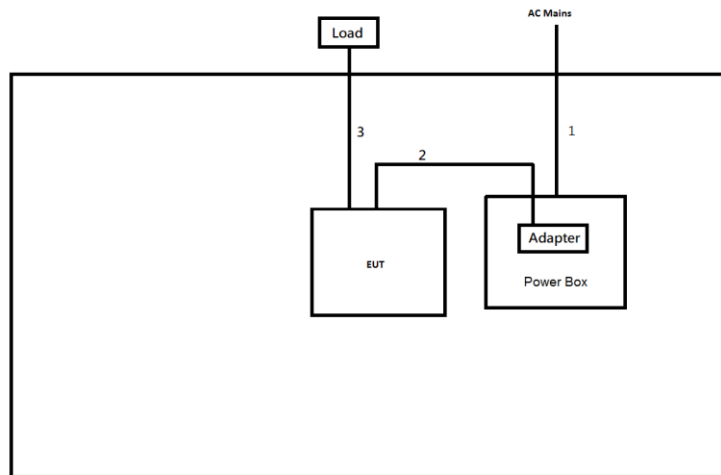 AC Mains
Load
3
1
2
Adapter
EUT
Power Box